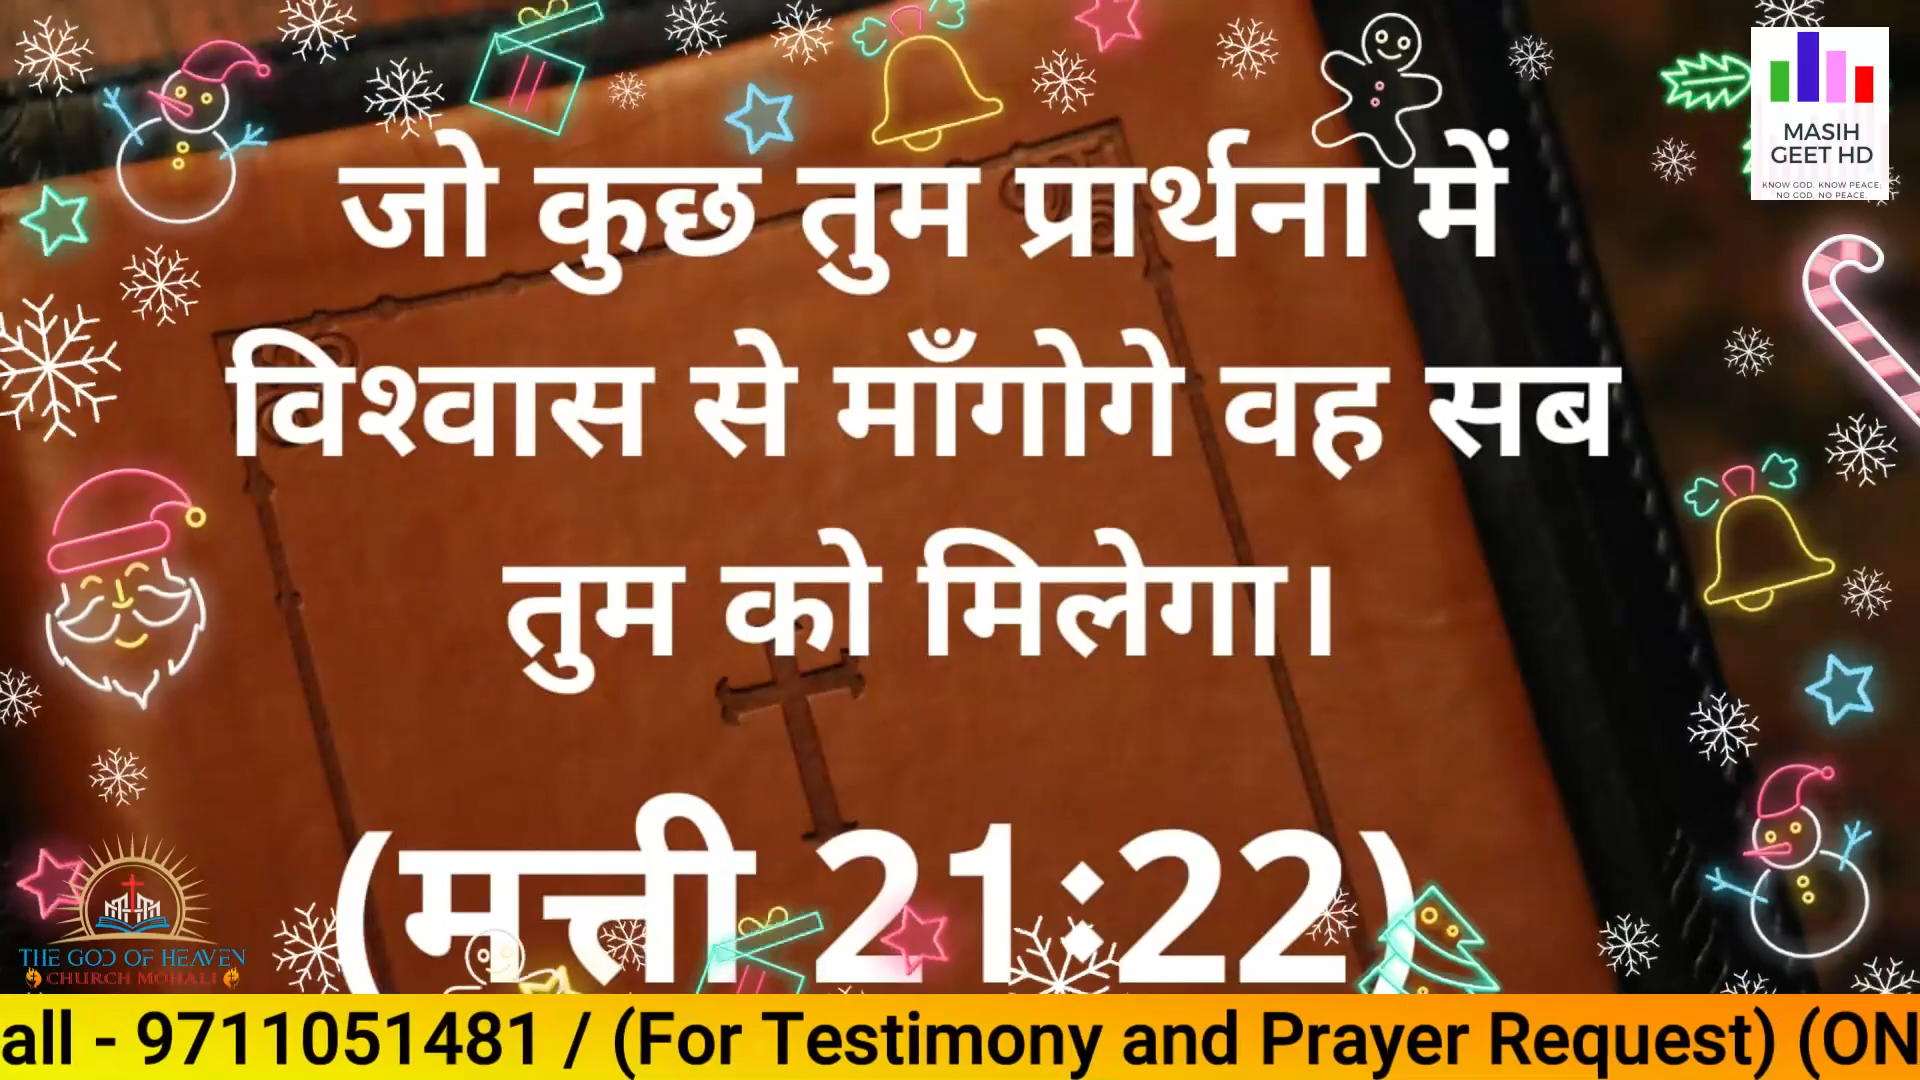 MASIH
GEET HD
KNOW GOD. KNOW PEACE;
NO GOD. NO PEACE.
जो कुछ तुम प्रार्थना में
विश्वास से माँगोगे वह सब
तुम को मिलेगा।
(मत्ती 21:22)
THE GOD OF HEAVEN
CHURCH MOHALI
all - 9711051481 / (For Testimony and Prayer Request) (ON